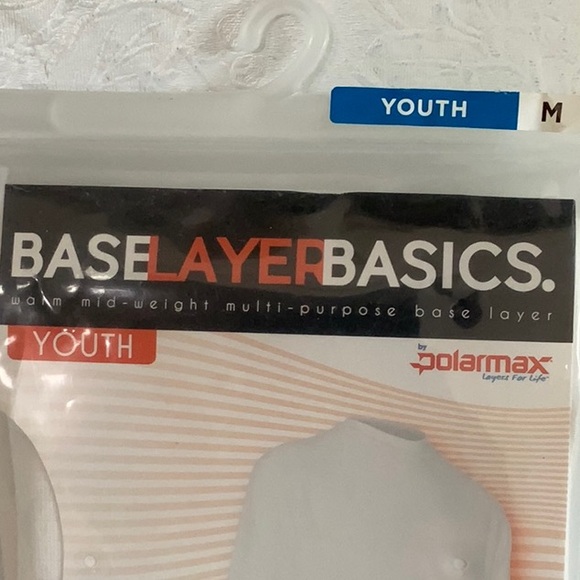 YOUTH M
BASELAYERBASICS.
warm mid-weight multi-purpose base layer
YOUTH
by
polarmax
Layers For Life